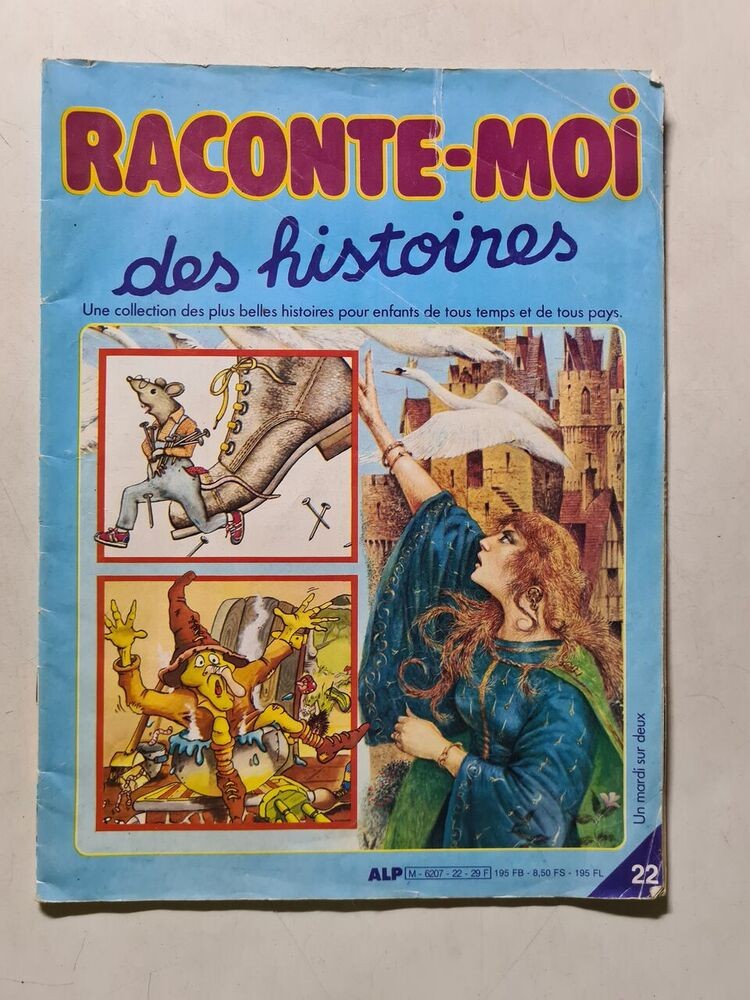 RACONTE-MOI
des histoires
Une collection des plus belles histoires pour enfants de tous temps et de tous pays.
Un mardi sur deux
ALP M - 6207 - 22 - 29 F 195 FB - 8,50 FS - 195 FL
22